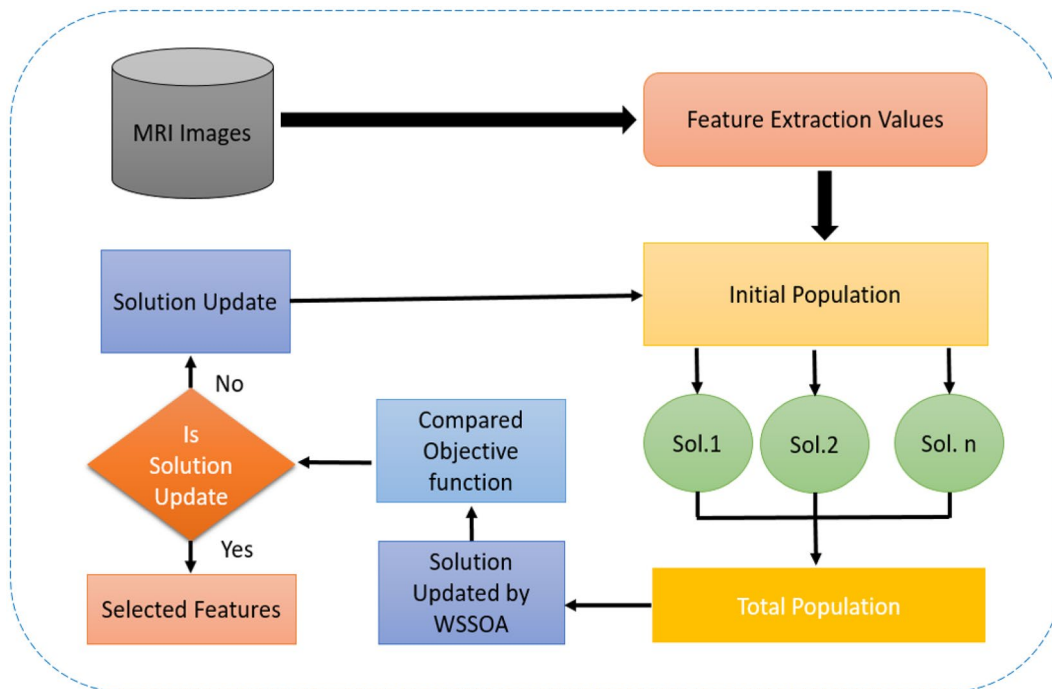 MRI Images
Feature Extraction Values
Solution Update
Initial Population
No
Is
Solution
Update
Compared
Objective
function
Sol.1
Sol.2
Sol. n
Yes
Selected Features
Solution
Updated by
WSSOA
Total Population